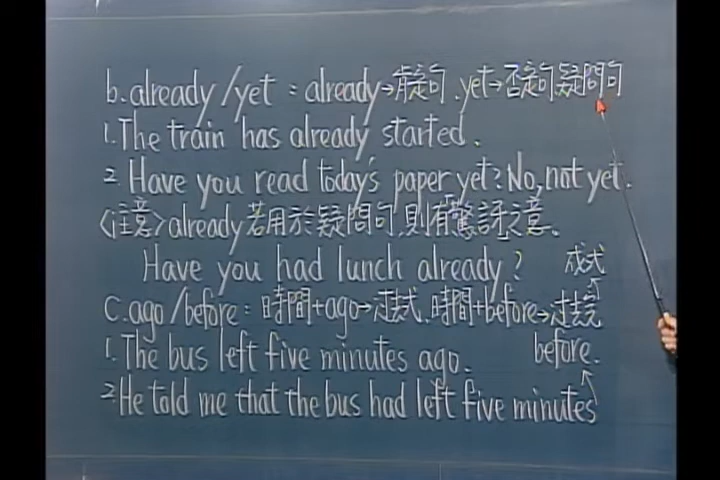 b. already/yet : already→肯定句. yet→否定句疑問句
1. The train has already started.
2. Have you read today's paper yet? No, not yet.
〈注意〉already 若用於疑問句, 則有「驚訝」之意.
Have you had lunch already?
C. ago/before : 時間+ago→過去式. 時間+before→過去完成式
1. The bus left five minutes ago.
2. He told me that the bus had left five minutes before.